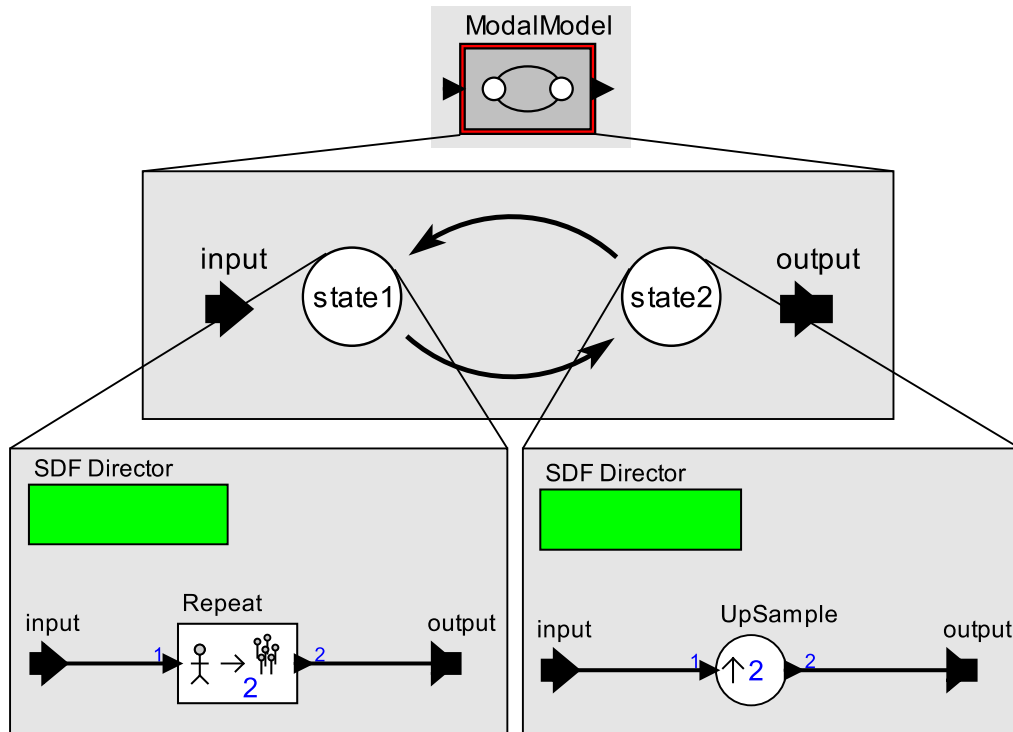 ModalModel
input
output
state1
state2
SDF Director
SDF Director
Repeat
UpSample
input
1
2
2
output
input
1
2
2
output